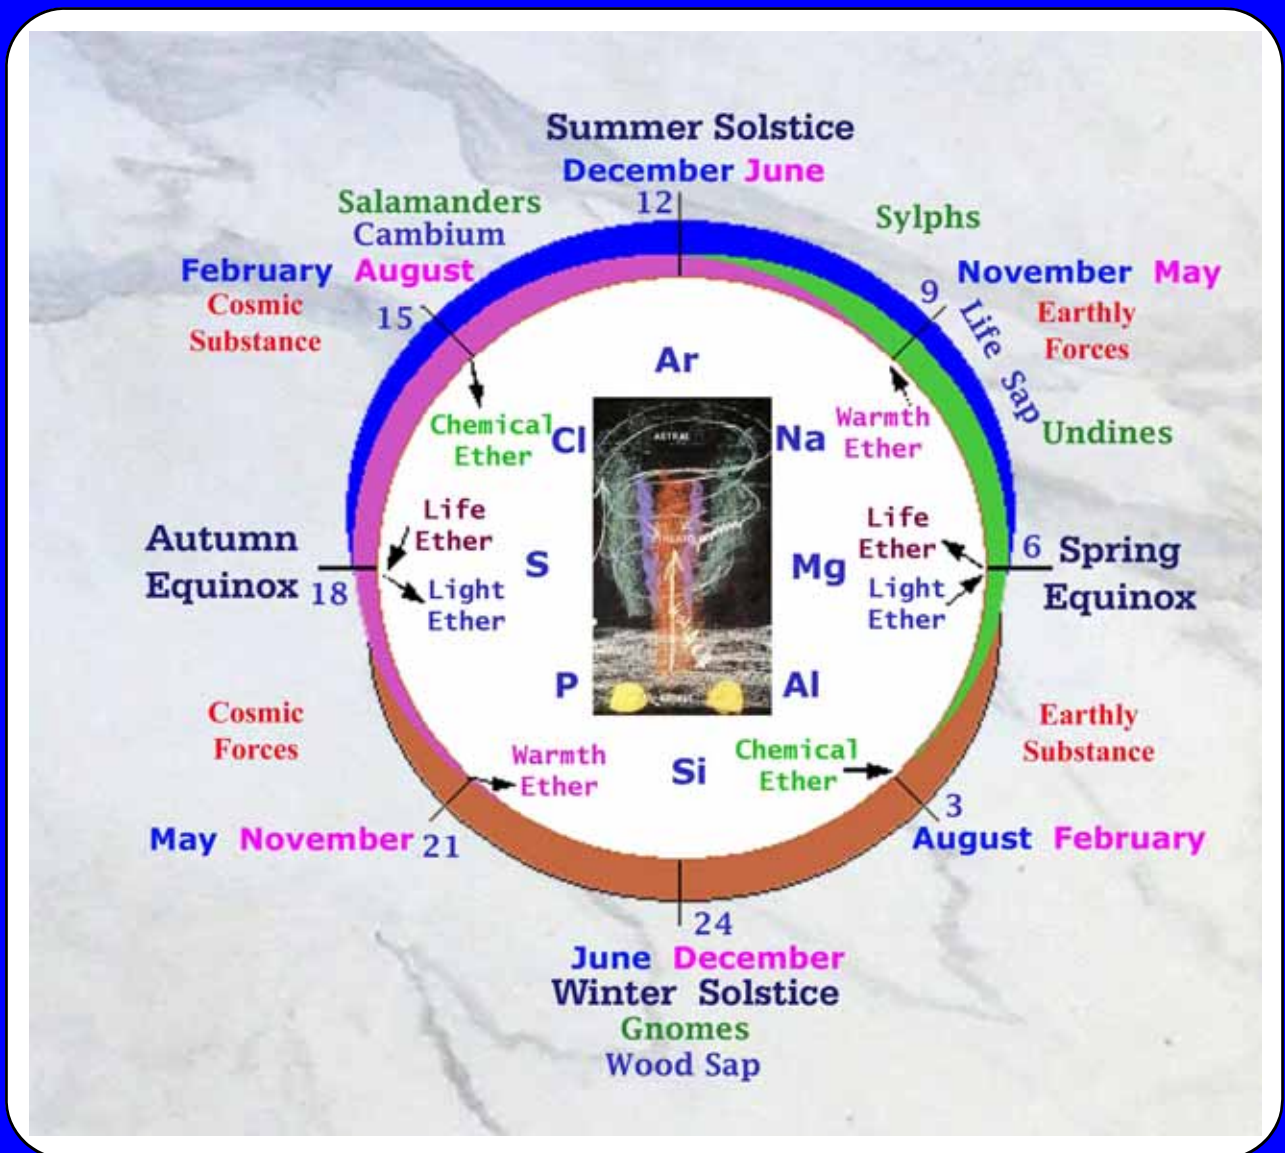 Summer Solstice
December June
12
Salamanders
Cambium
February August
Cosmic
Substance
15
Sylphs
November May
9
Earthly
Forces
Life Sap
Undines
Ar
Chemical
Ether
Cl
ASTRAL
Na
Warmth
Ether
Life
Ether
Autumn
Equinox
18
Light
Ether
S
Mg
Life
Ether
Light
Ether
6
Spring
Equinox
P
Al
Cosmic
Forces
Earthly
Substance
Warmth
Ether
Si
Chemical
Ether
May November
21
3
August February
24
June December
Winter Solstice
Gnomes
Wood Sap